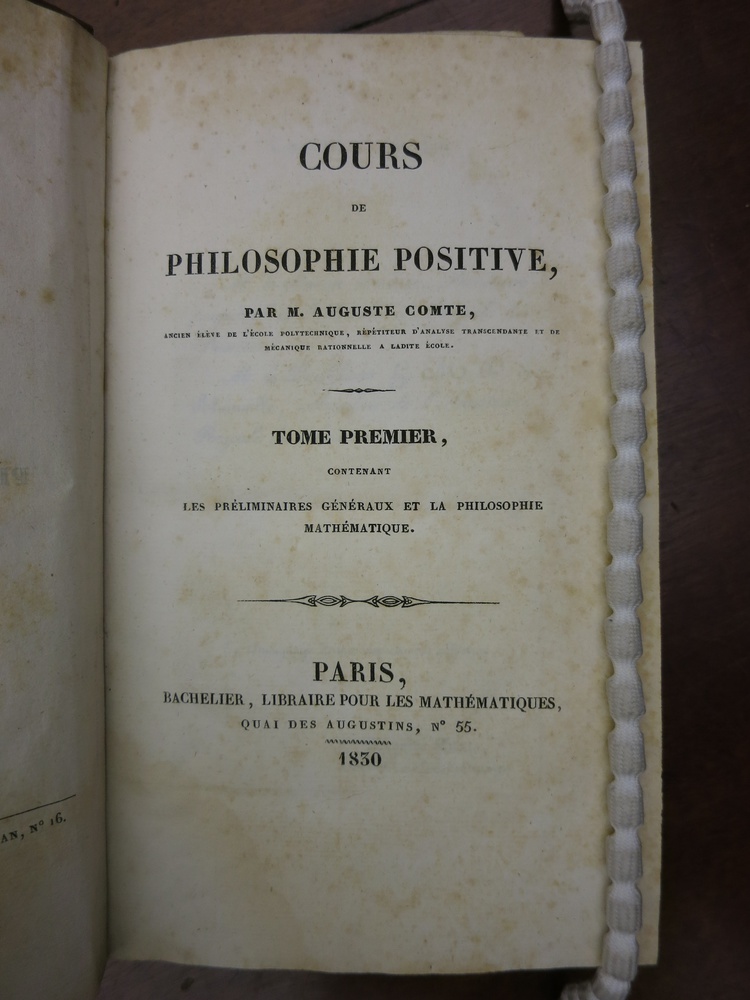 COURS
DE
PHILOSOPHIE POSITIVE,
PAR M. AUGUSTE COMTE,
ANCIEN ÉLÈVE DE L'ÉCOLE POLYTECHNIQUE, RÉPÉTITEUR D'ANALYSE TRANSCENDANTE ET DE
MÉCANIQUE RATIONNELLE A LADITE ÉCOLE.
TOME PREMIER,
CONTENANT
LES PRÉLIMINAIRES GÉNÉRAUX ET LA PHILOSOPHIE
MATHÉMATIQUE.
PARIS,
BACHELIER, LIBRAIRE POUR LES MATHÉMATIQUES,
QUAI DES AUGUSTINS, N° 55.
1830
AN, N° 16.